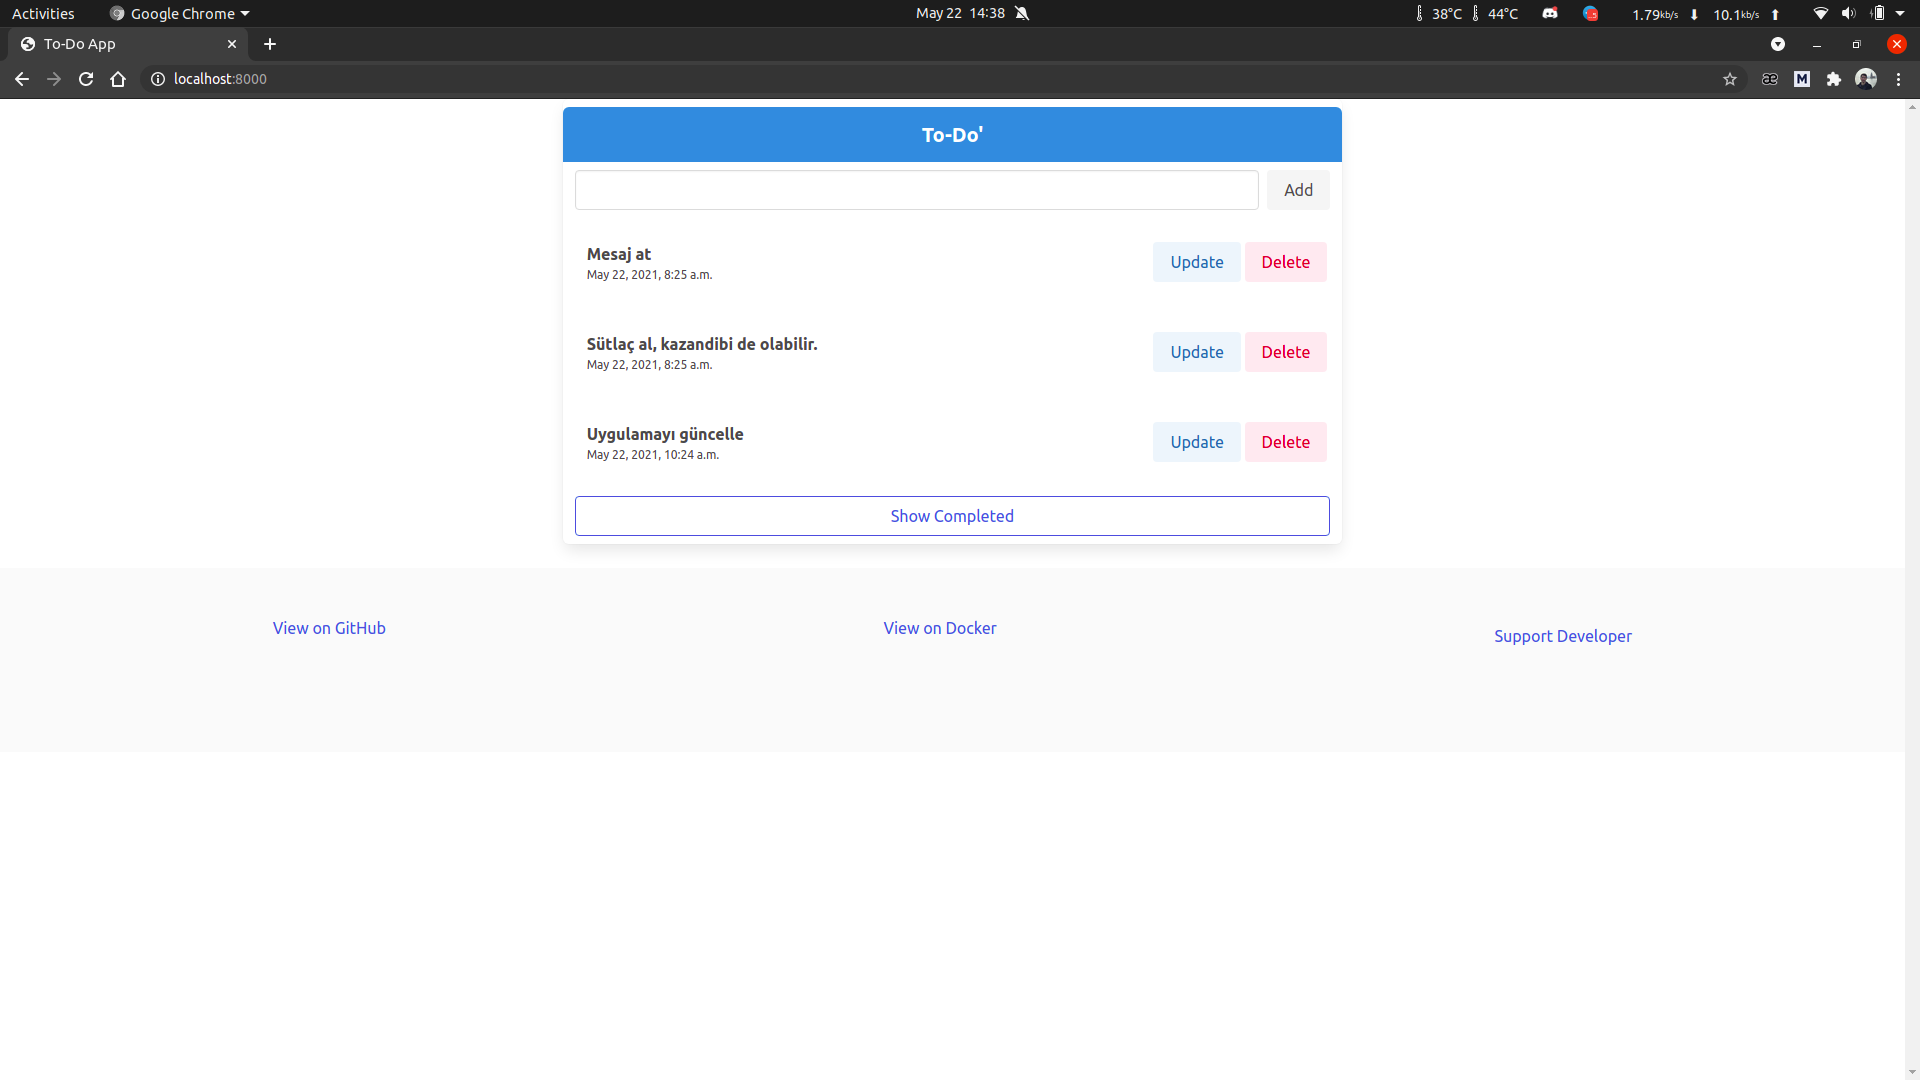 Activities
Google Chrome
May 22 14:38
38°C
44°C
1.79kb/s
10.1kb/s
To-Do App
localhost:8000
To-Do'
Add
Mesaj at
May 22, 2021, 8:25 a.m.
Update
Delete
Sütlaç al, kazandibi de olabilir.
May 22, 2021, 8:25 a.m.
Update
Delete
Uygulamayı güncelle
May 22, 2021, 10:24 a.m.
Update
Delete
Show Completed
View on GitHub
View on Docker
Support Developer